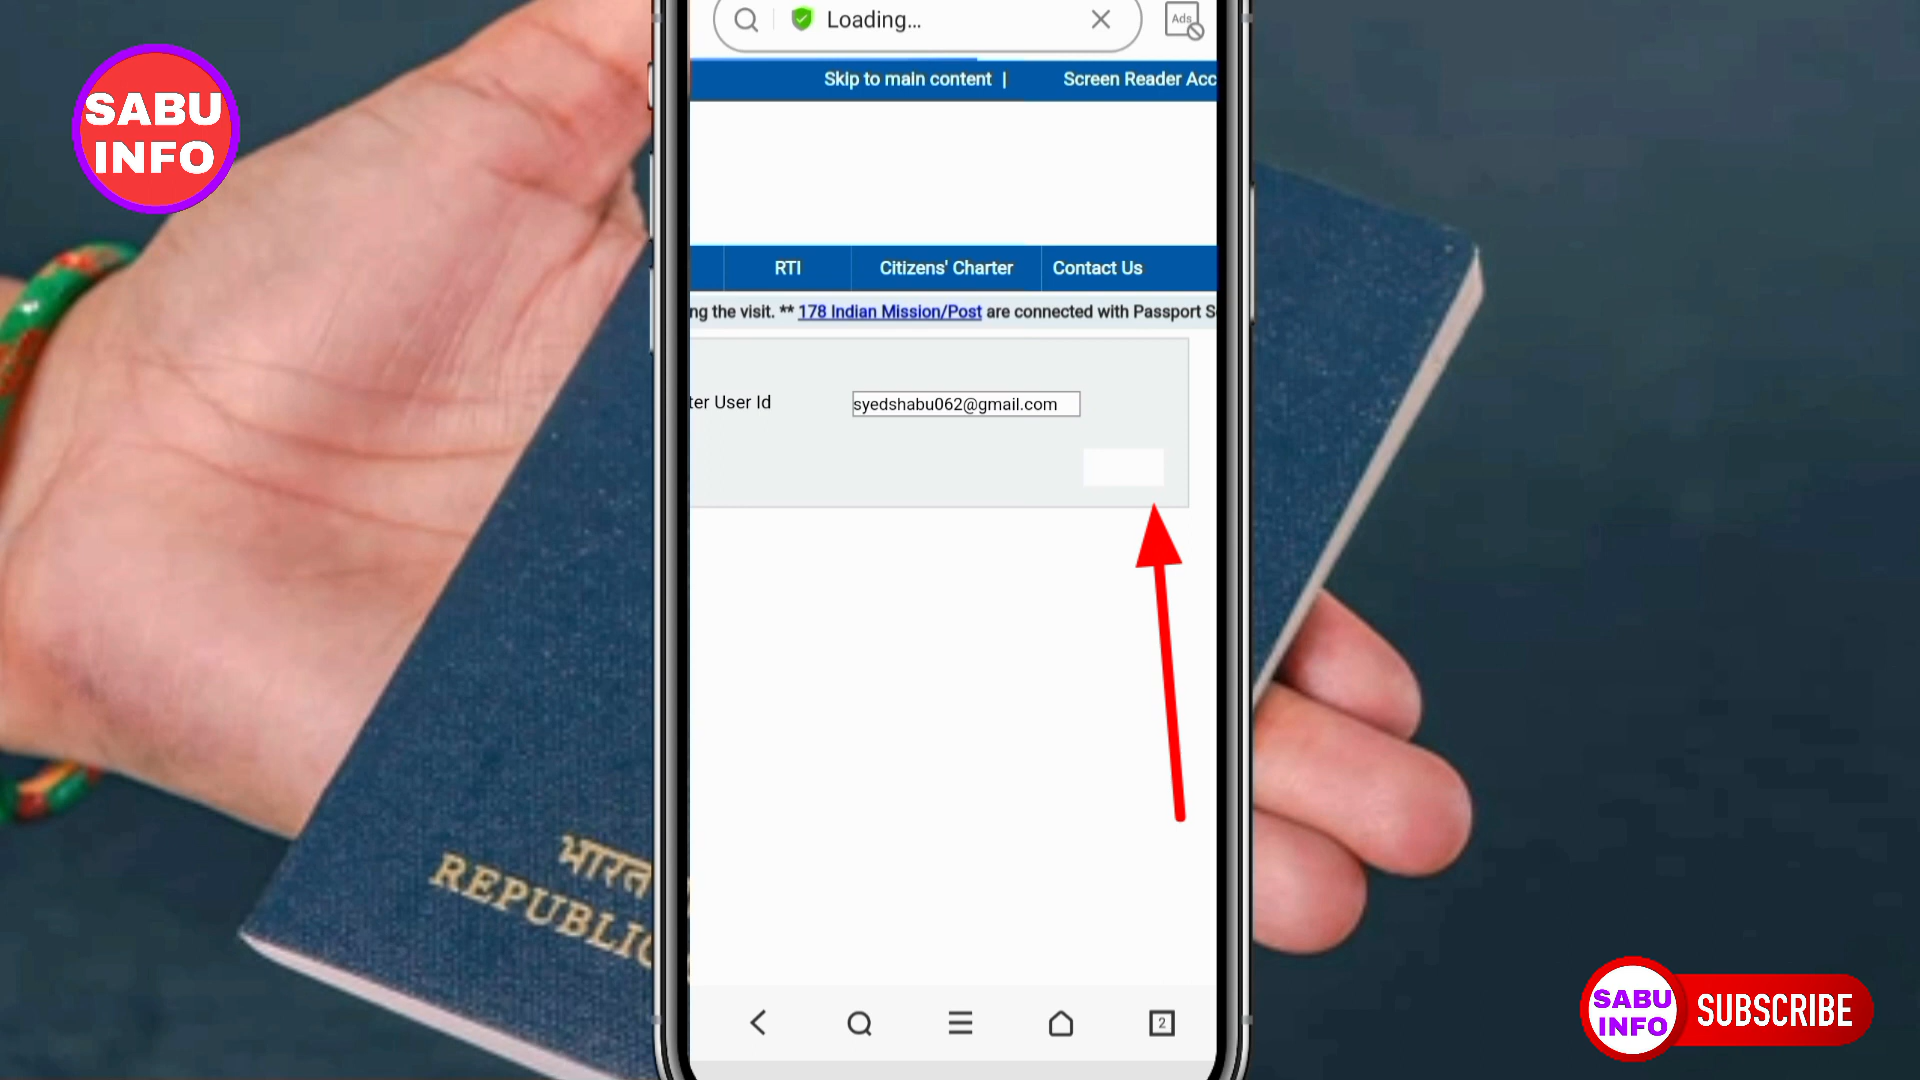 SABU
INFO
Loading...
Ads
Skip to main content |
Screen Reader Acc
RTI
Citizens' Charter
Contact Us
ng the visit. ** 178 Indian Mission/Post are connected with Passport S
ter User Id
syedshabu062@gmail.com
भारत
REPUBLIC
2
SABU
INFO
SUBSCRIBE